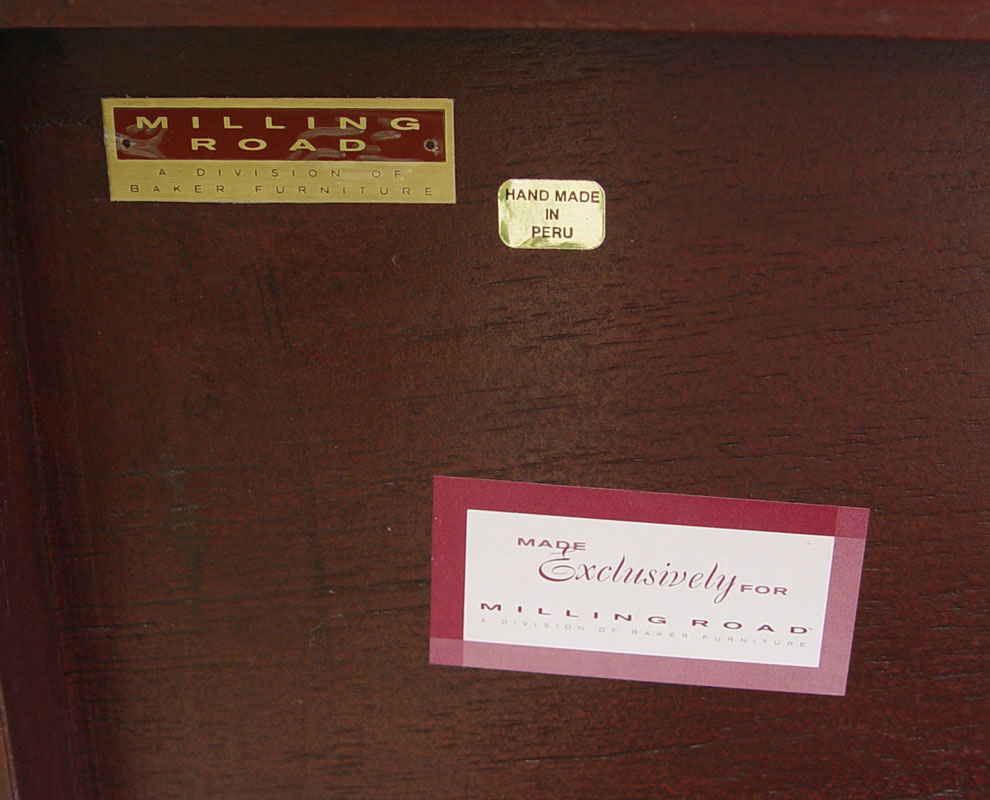 MILLING
ROAD
A DIVISION OF
BAKER FURNITURE
HAND MADE
IN
PERU
MADE
Exclusively FOR
MILLING ROAD
A DIVISION OF BAKER FURNITURE